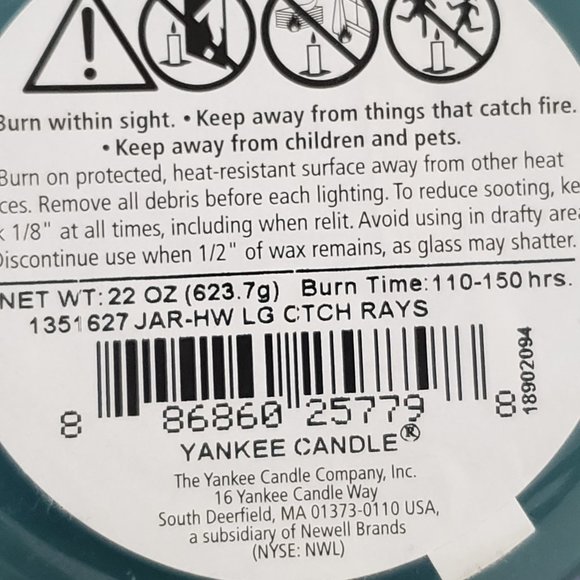 Burn within sight. • Keep away from things that catch fire.
• Keep away from children and pets.
Burn on protected, heat-resistant surface away from other heat
ces. Remove all debris before each lighting. To reduce sooting, ke
k 1/8" at all times, including when relit. Avoid using in drafty area
Discontinue use when 1/2" of wax remains, as glass may shatter.
NET WT: 22 OZ (623.7g) Burn Time: 110-150 hrs.
1351627 JAR-HW LG CTCH RAYS
8 86860 25779 8
18902094
YANKEE CANDLE®
The Yankee Candle Company, Inc.
16 Yankee Candle Way
South Deerfield, MA 01373-0110 USA,
a subsidiary of Newell Brands
(NYSE: NWL)